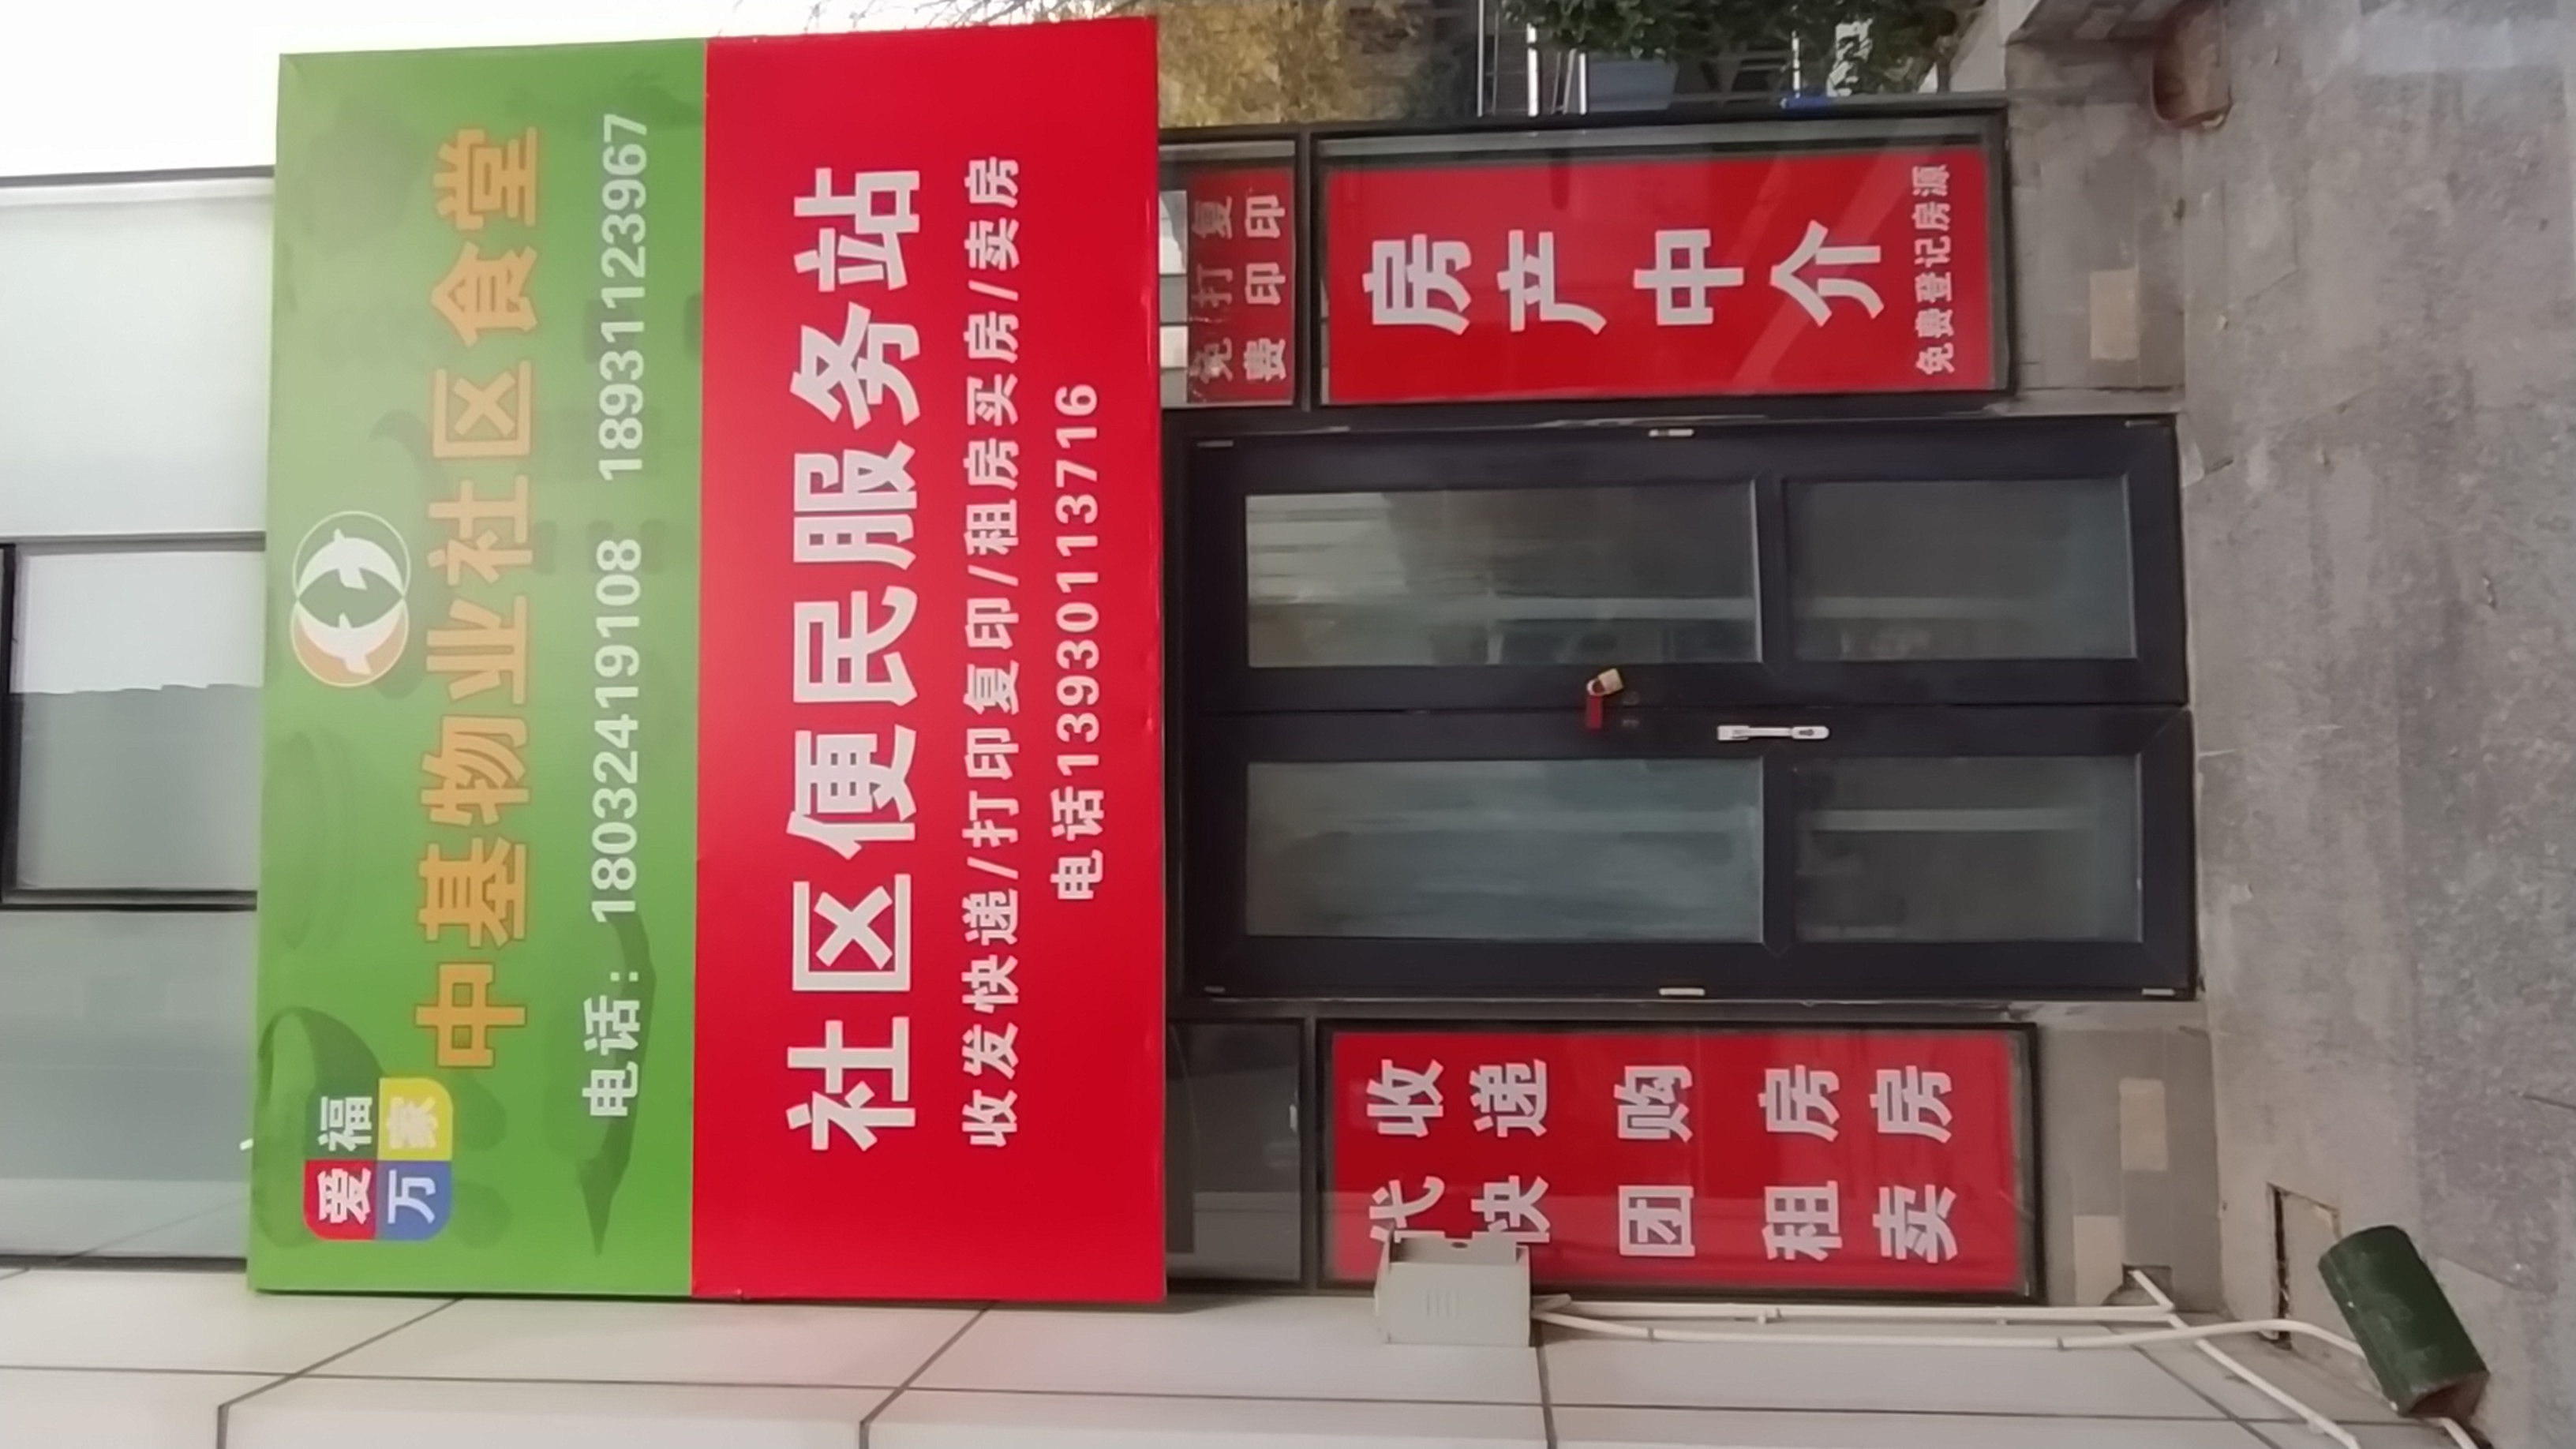 爱福
万家
中基物业社区食堂
电话：18032419108 18931123967
社区便民服务站
收发快递/打印复印/租房买房/卖房
电话13930113716
代收
快递
团购
租房
卖房
免打复
费印印
房
产
中
介
免费登记房源